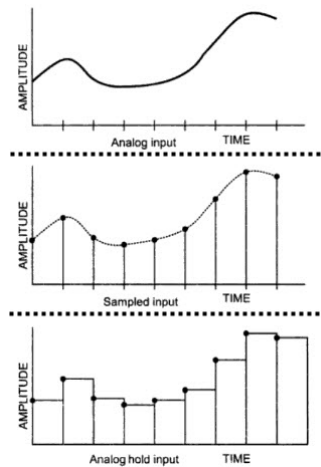 AMPLITUDE
Analog input TIME
AMPLITUDE
Sampled input TIME
AMPLITUDE
Analog hold input TIME